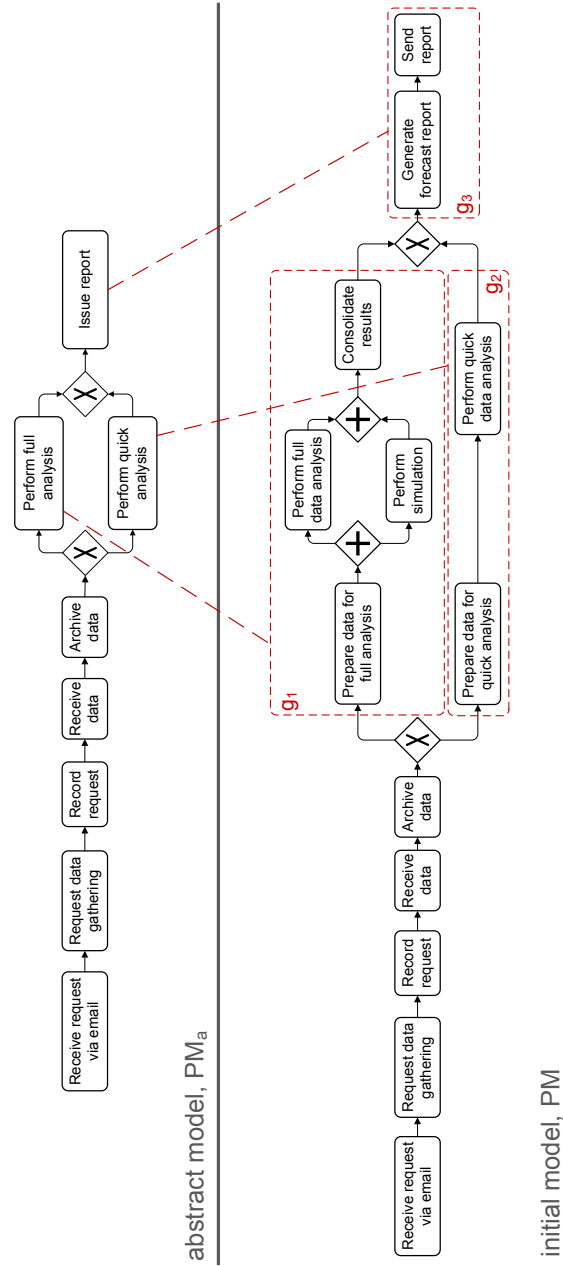 abstract model, PMa
Receive request
via email
Request data
gathering
Record
request
Receive
data
Archive
data
X
Perform full
analysis
Perform quick
analysis
X
Issue report
initial model, PM
Receive request
via email
Request data
gathering
Record
request
Receive
data
Archive
data
X
g1
Prepare data for
full analysis
+
Perform full
data analysis
Perform
simulation
+
Consolidate
results
Prepare data for
quick analysis
Perform quick
data analysis
g2
X
g3
Generate
forecast report
Send
report